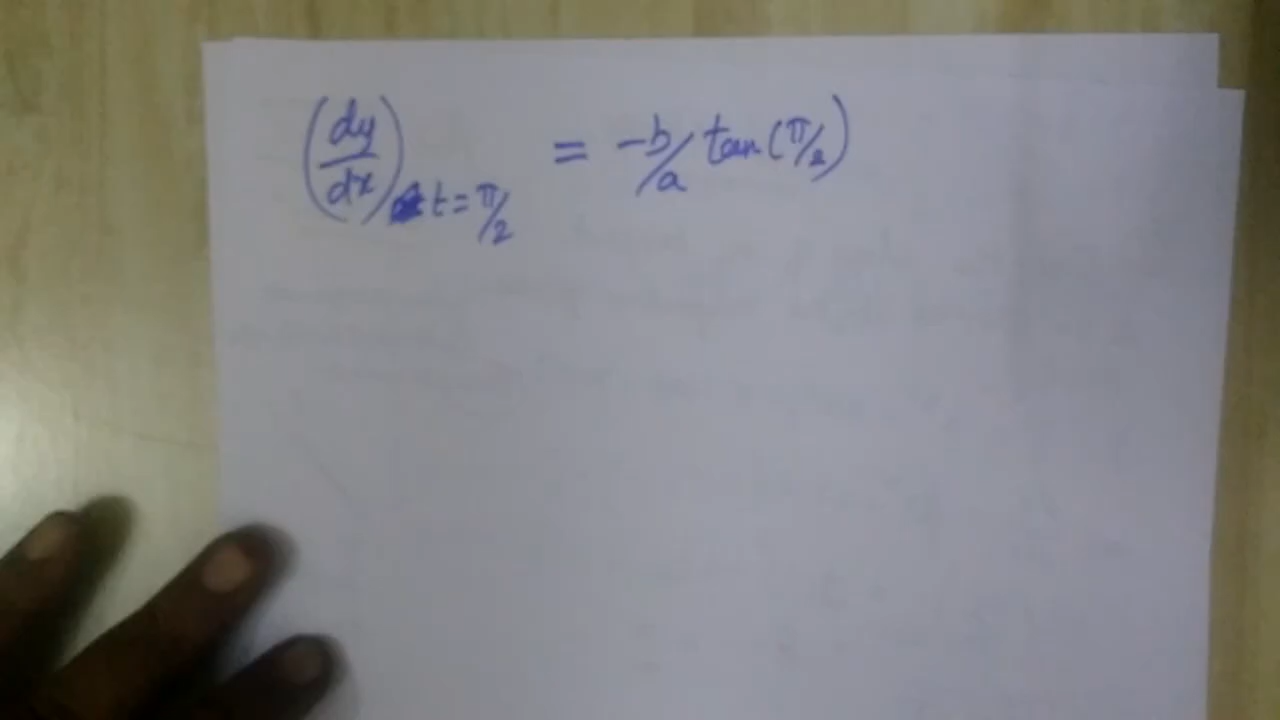 (dy/dx) t = π/2 = -b/a tan(π/2)